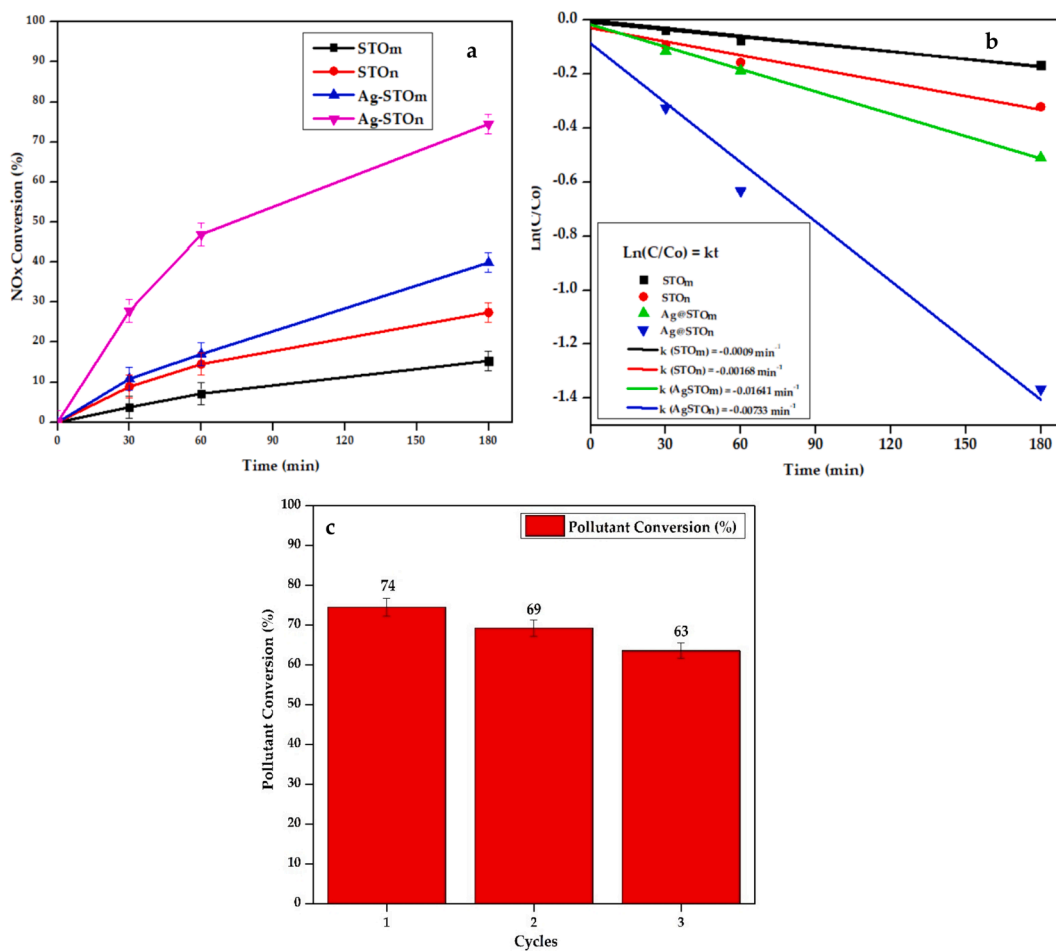 100
90
80
70
60
50
40
30
20
10
0
NOx Conversion (%)
a
STOm
STOn
Ag-STOm
Ag-STOn
0 30 60 90 120 150 180
Time (min)
b
0.0
-0.2
-0.4
-0.6
-0.8
-1.0
-1.2
-1.4
Ln(C/Co)
Ln(C/Co) = kt
STOm
STOn
Ag@STOm
Ag@STOn
k (STOm) = -0.0009 min⁻¹
k (STOn) = -0.00168 min⁻¹
k (AgSTOm) = -0.01641 min⁻¹
k (AgSTOn) = -0.00733 min⁻¹
0 30 60 90 120 150 180
Time (min)
c
Pollutant Conversion (%)
100
90
80
70
60
50
40
30
20
10
0
Pollutant Conversion (%)
74
69
63
1 2 3
Cycles